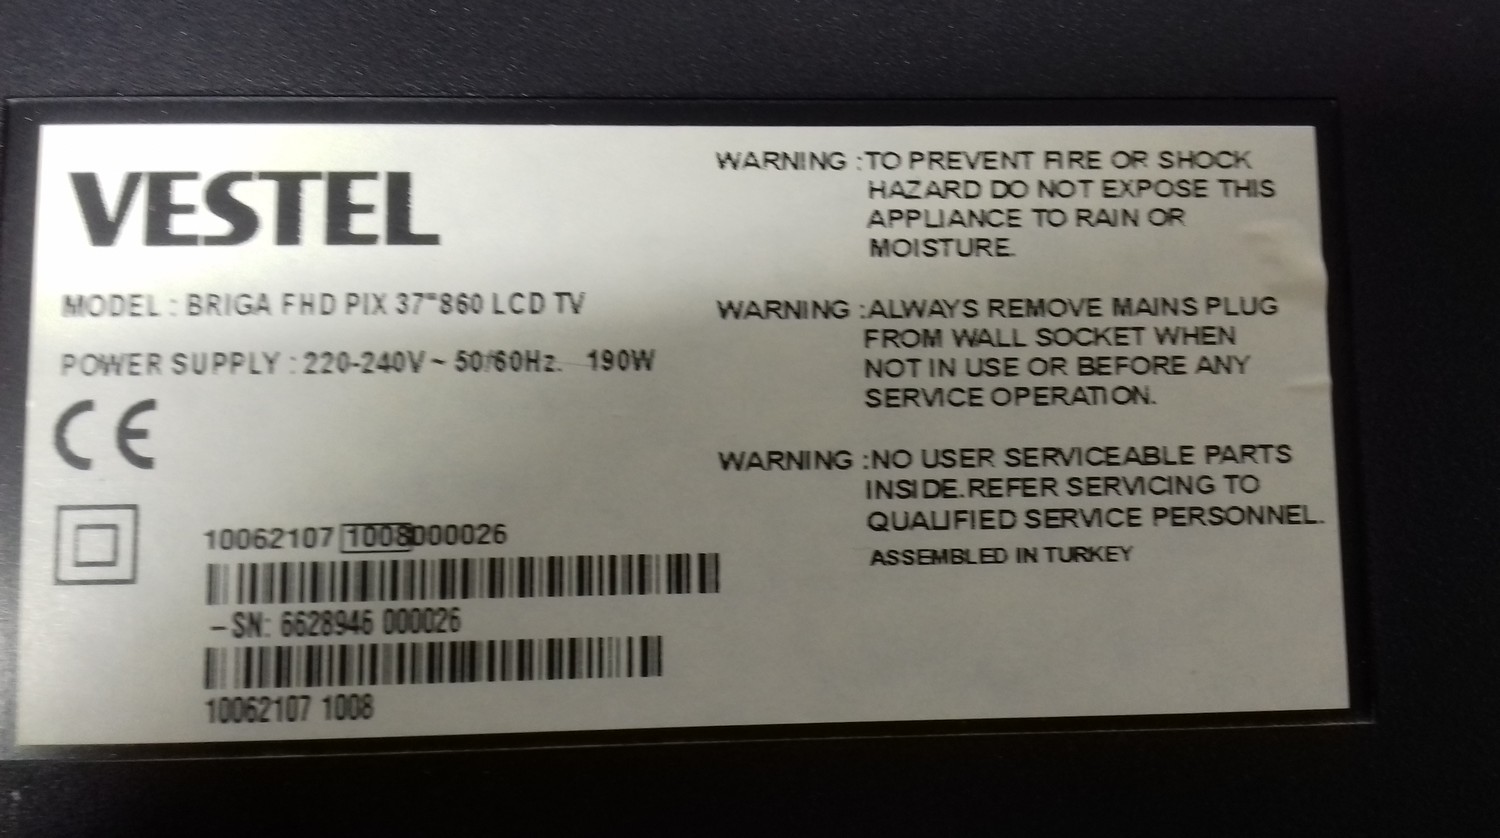 VESTEL
MODEL : BRIGA FHD PIX 37"860 LCD TV
POWER SUPPLY : 220-240V ~ 50/60Hz. 190W
CE
10062107 1008000026
-SN: 6628946 000026
10062107 1008
WARNING :TO PREVENT FIRE OR SHOCK
HAZARD DO NOT EXPOSE THIS
APPLIANCE TO RAIN OR
MOISTURE.
WARNING :ALWAYS REMOVE MAINS PLUG
FROM WALL SOCKET WHEN
NOT IN USE OR BEFORE ANY
SERVICE OPERATION.
WARNING :NO USER SERVICEABLE PARTS
INSIDE.REFER SERVICING TO
QUALIFIED SERVICE PERSONNEL.
ASSEMBLED IN TURKEY